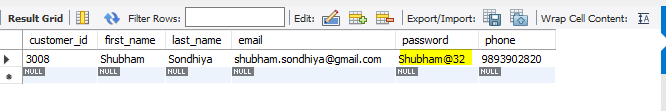 Result Grid Filter Rows: Edit: Export/Import: Wrap Cell Content:
customer_id first_name last_name email password phone
3008 Shubham Sondhiya shubham.sondhiya@gmail.com Shubham@32 9893902820
NULL NULL NULL NULL NULL NULL